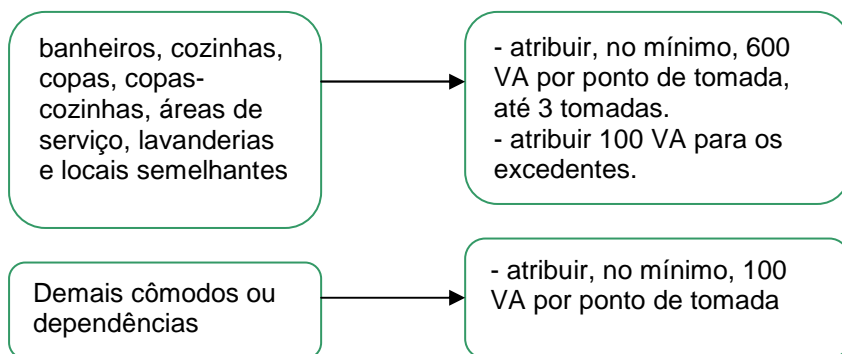 banheiros, cozinhas,
copas, copas-
cozinhas, áreas de
serviço, lavanderias
e locais semelhantes
- atribuir, no mínimo, 600
VA por ponto de tomada,
até 3 tomadas.
- atribuir 100 VA para os
excedentes.
Demais cômodos ou
dependências
- atribuir, no mínimo, 100
VA por ponto de tomada